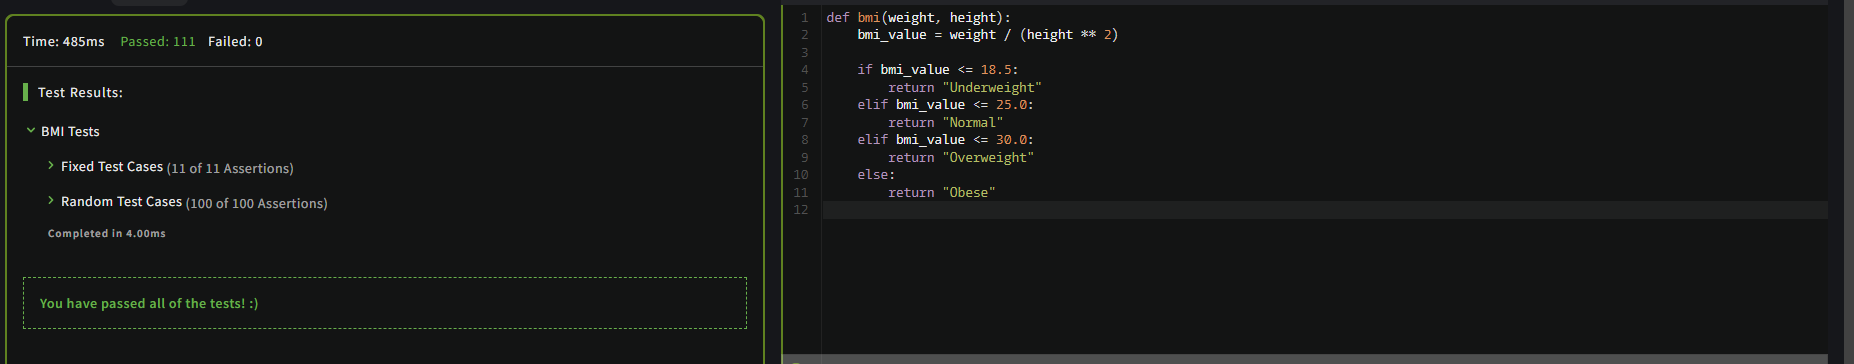 Time: 485ms Passed: 111 Failed: 0
Test Results:
BMI Tests
Fixed Test Cases (11 of 11 Assertions)
Random Test Cases (100 of 100 Assertions)
Completed in 4.00ms
You have passed all of the tests! :)
1 def bmi(weight, height):
2     bmi_value = weight / (height ** 2)
3
4     if bmi_value <= 18.5:
5         return "Underweight"
6     elif bmi_value <= 25.0:
7         return "Normal"
8     elif bmi_value <= 30.0:
9         return "Overweight"
10     else:
11         return "Obese"
12